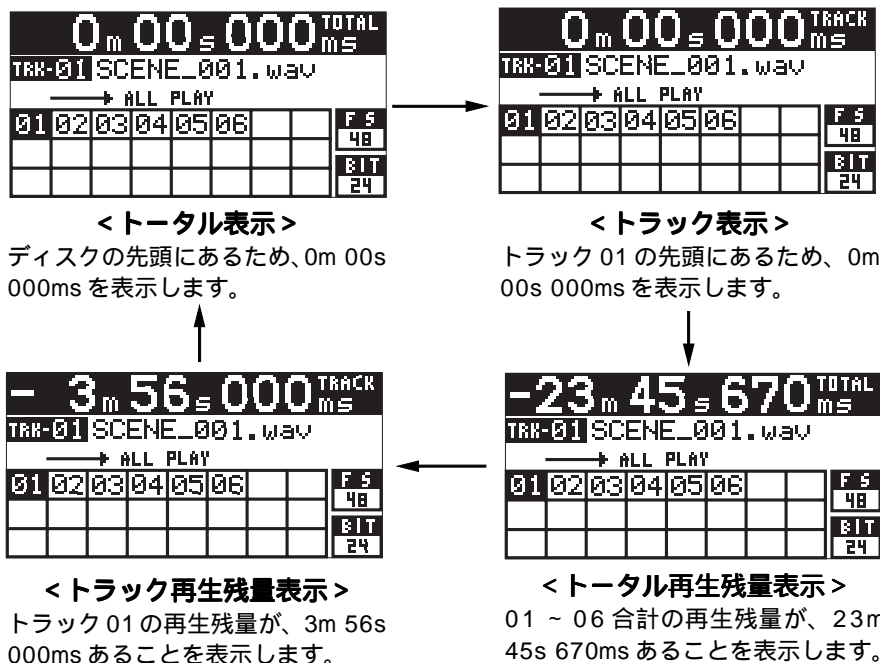 0m 00s 000ms TOTAL
TRK-01 SCENE_001.wav
ALL PLAY
01 02 03 04 05 06
FS
48
BIT
24
<トータル表示>
ディスクの先頭にあるため、0m 00s
000ms を表示します。
0m 00s 000ms TRACK
TRK-01 SCENE_001.wav
ALL PLAY
01 02 03 04 05 06
FS
48
BIT
24
<トラック表示>
トラック 01 の先頭にあるため、0m
00s 000ms を表示します。
-23m 45s 670ms TOTAL
TRK-01 SCENE_001.wav
ALL PLAY
01 02 03 04 05 06
FS
48
BIT
24
<トータル再生残量表示>
01 ~ 06 合計の再生残量が、23m
45s 670ms あることを表示します。
- 3m 56s 000ms TRACK
TRK-01 SCENE_001.wav
ALL PLAY
01 02 03 04 05 06
FS
48
BIT
24
<トラック再生残量表示>
トラック 01 の再生残量が、3m 56s
000ms あることを表示します。